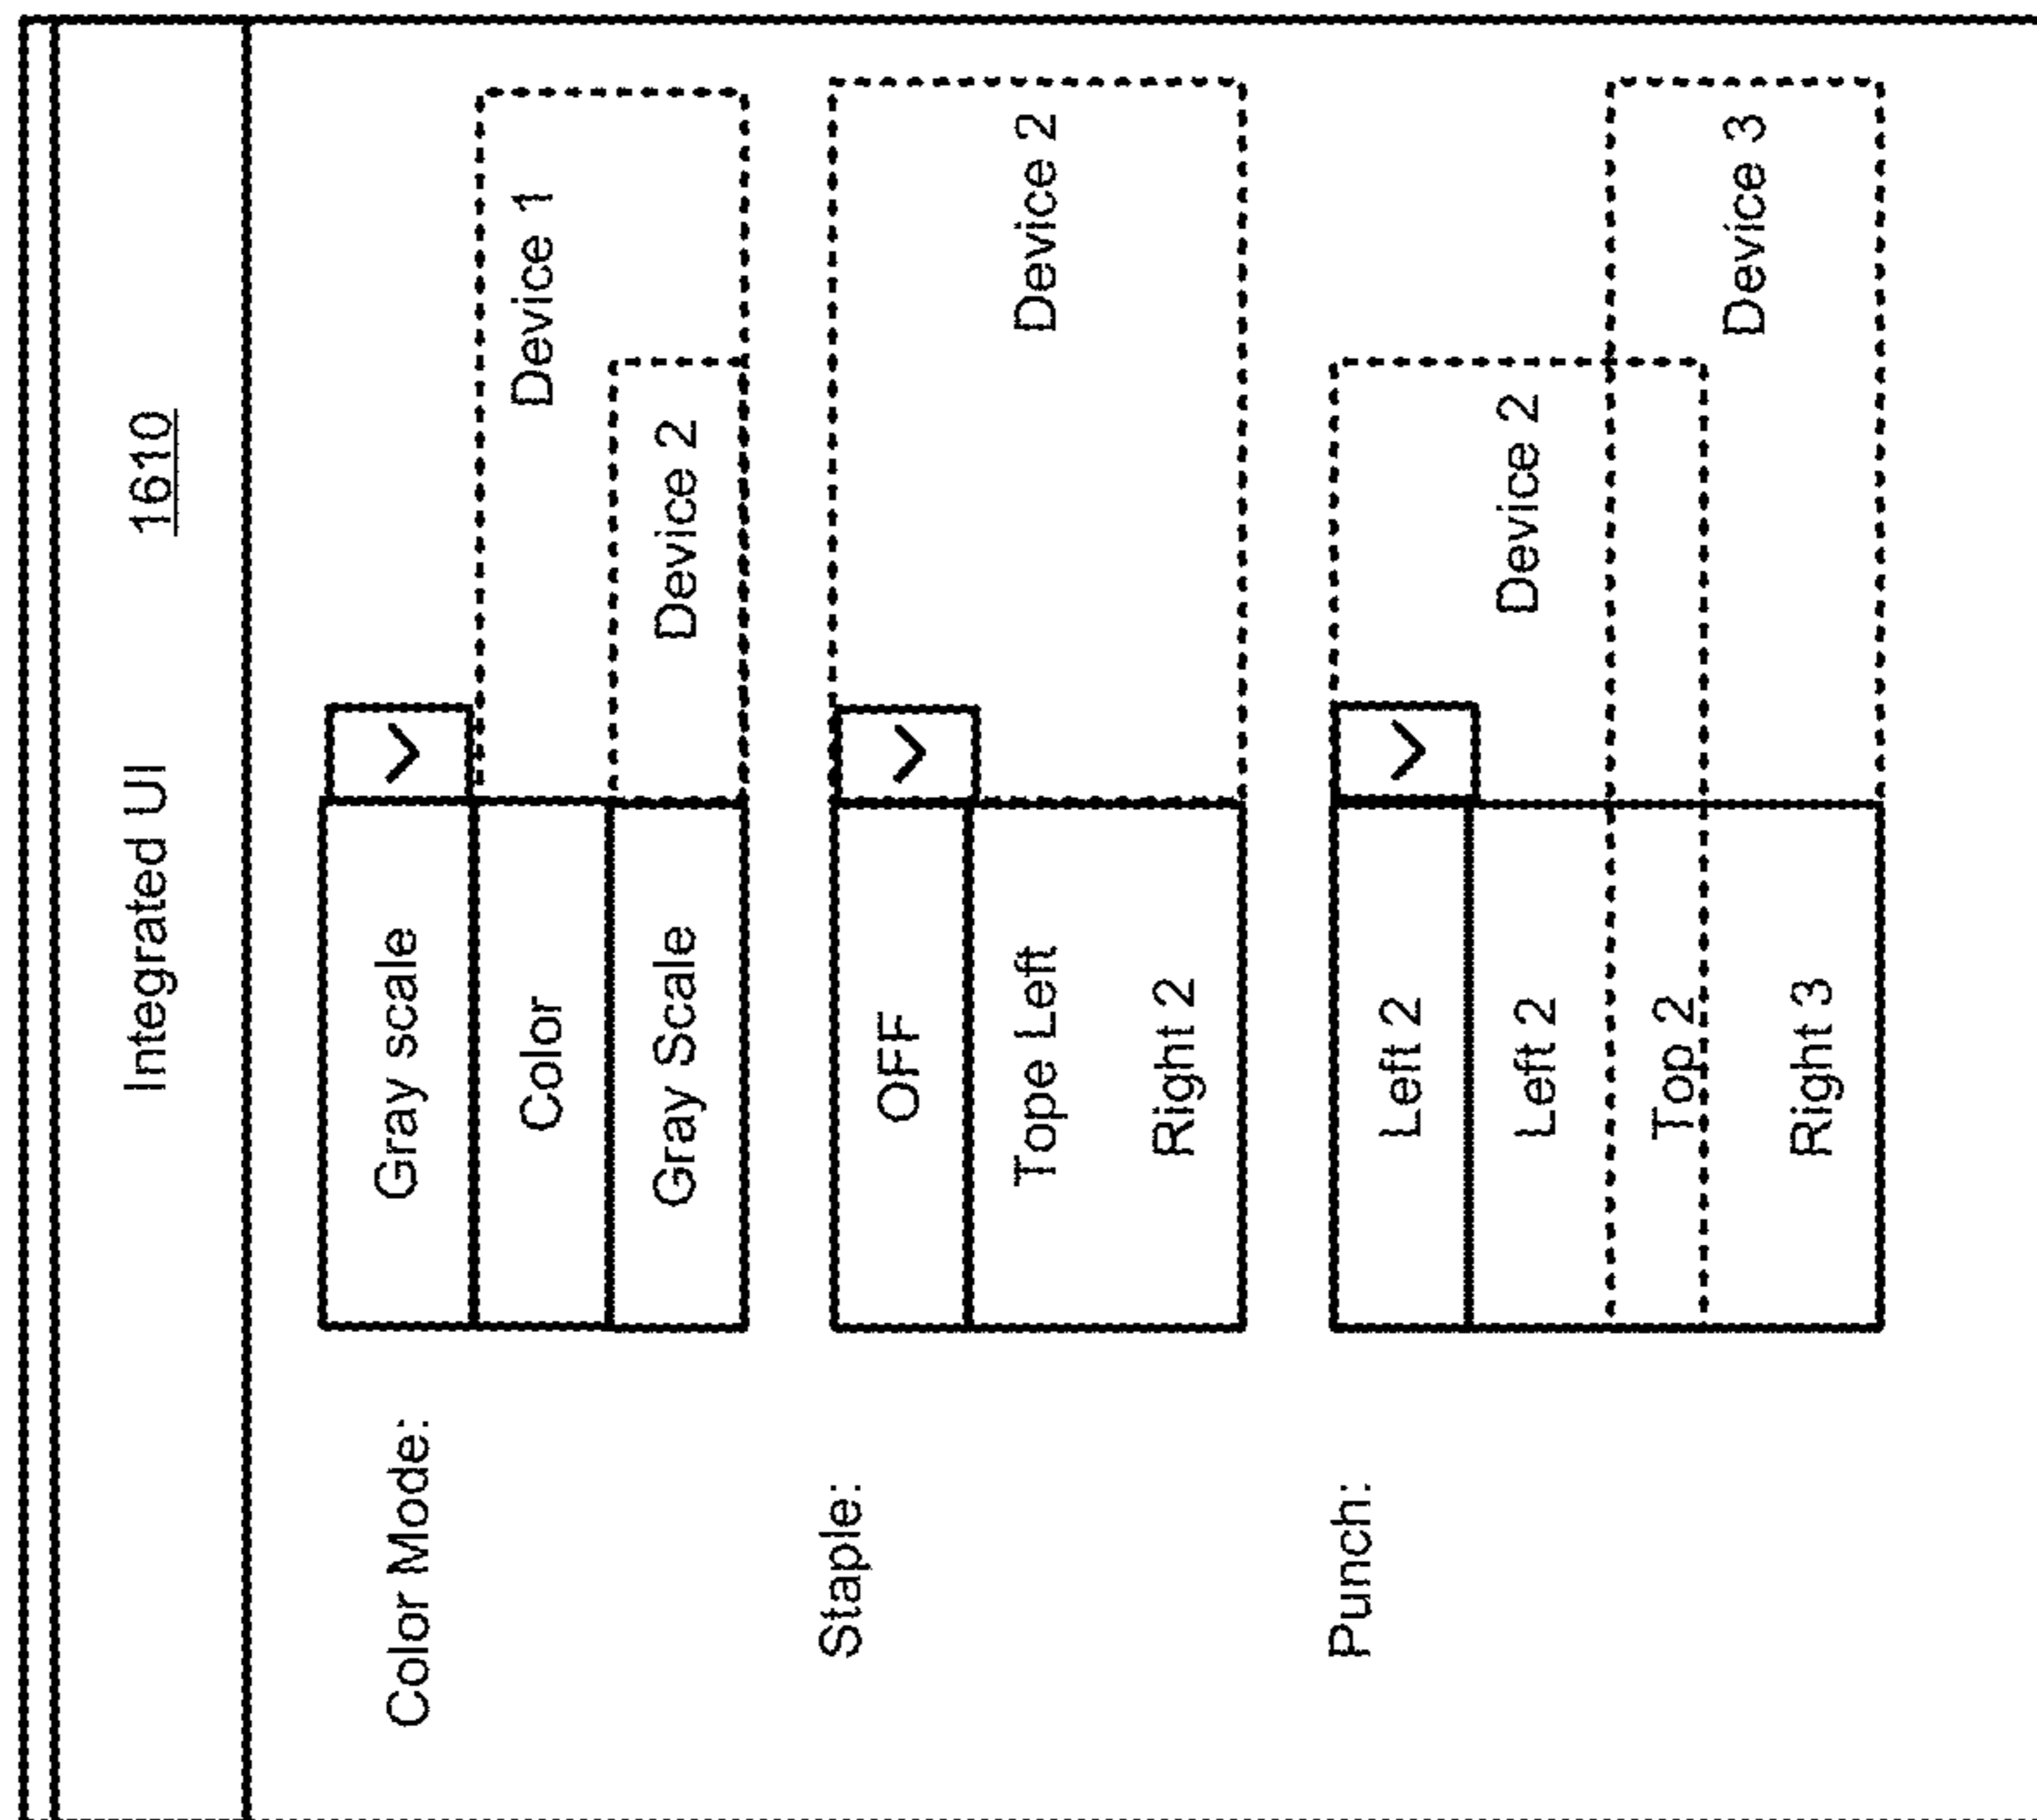 Integrated UI 1610
Color Mode:
Gray scale
Color
Device 1
Gray Scale
Device 2
Staple:
OFF
Tope Left
Device 2
Right 2
Punch:
Left 2
Left 2
Device 2
Top 2
Device 3
Right 3